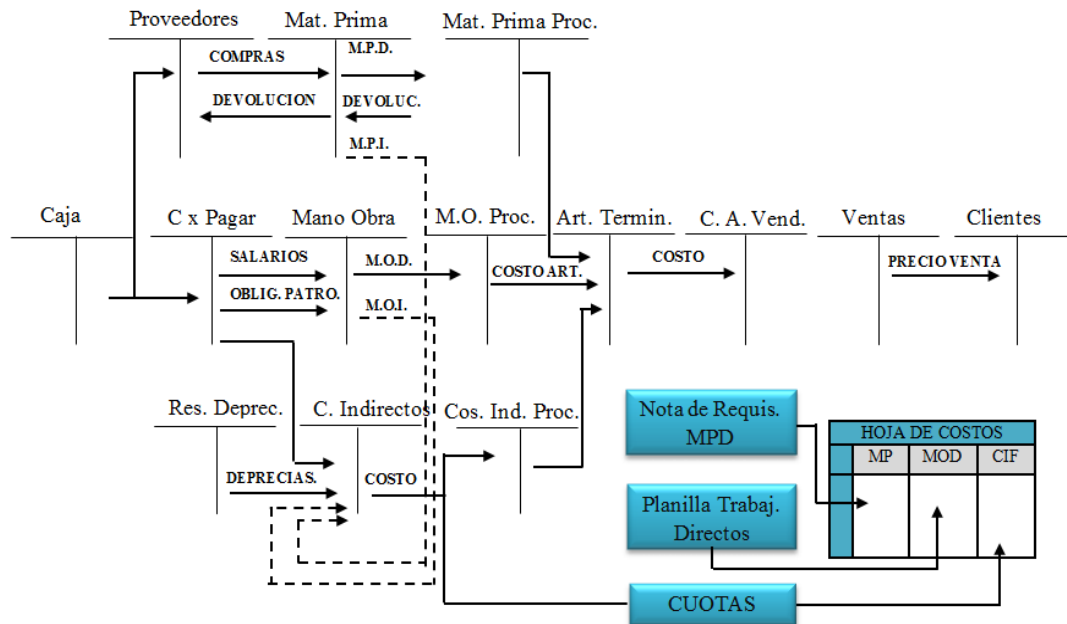 Proveedores
Mat. Prima
Mat. Prima Proc.
COMPRAS
M.P.D.
DEVOLUCION
DEVOLUC.
M.P.I.
Caja
C x Pagar
Mano Obra
M.O. Proc.
Art. Termin.
C. A. Vend.
Ventas
Clientes
SALARIOS
M.O.D.
COSTO ART.
COSTO
PRECIO VENTA
OBLIG. PATRO.
M.O.I.
Res. Deprec.
C. Indirectos
Cos. Ind. Proc.
DEPRECIAS.
COSTO
Nota de Requis.
MPD
HOJA DE COSTOS
MP
MOD
CIF
Planilla Trabaj.
Directos
CUOTAS